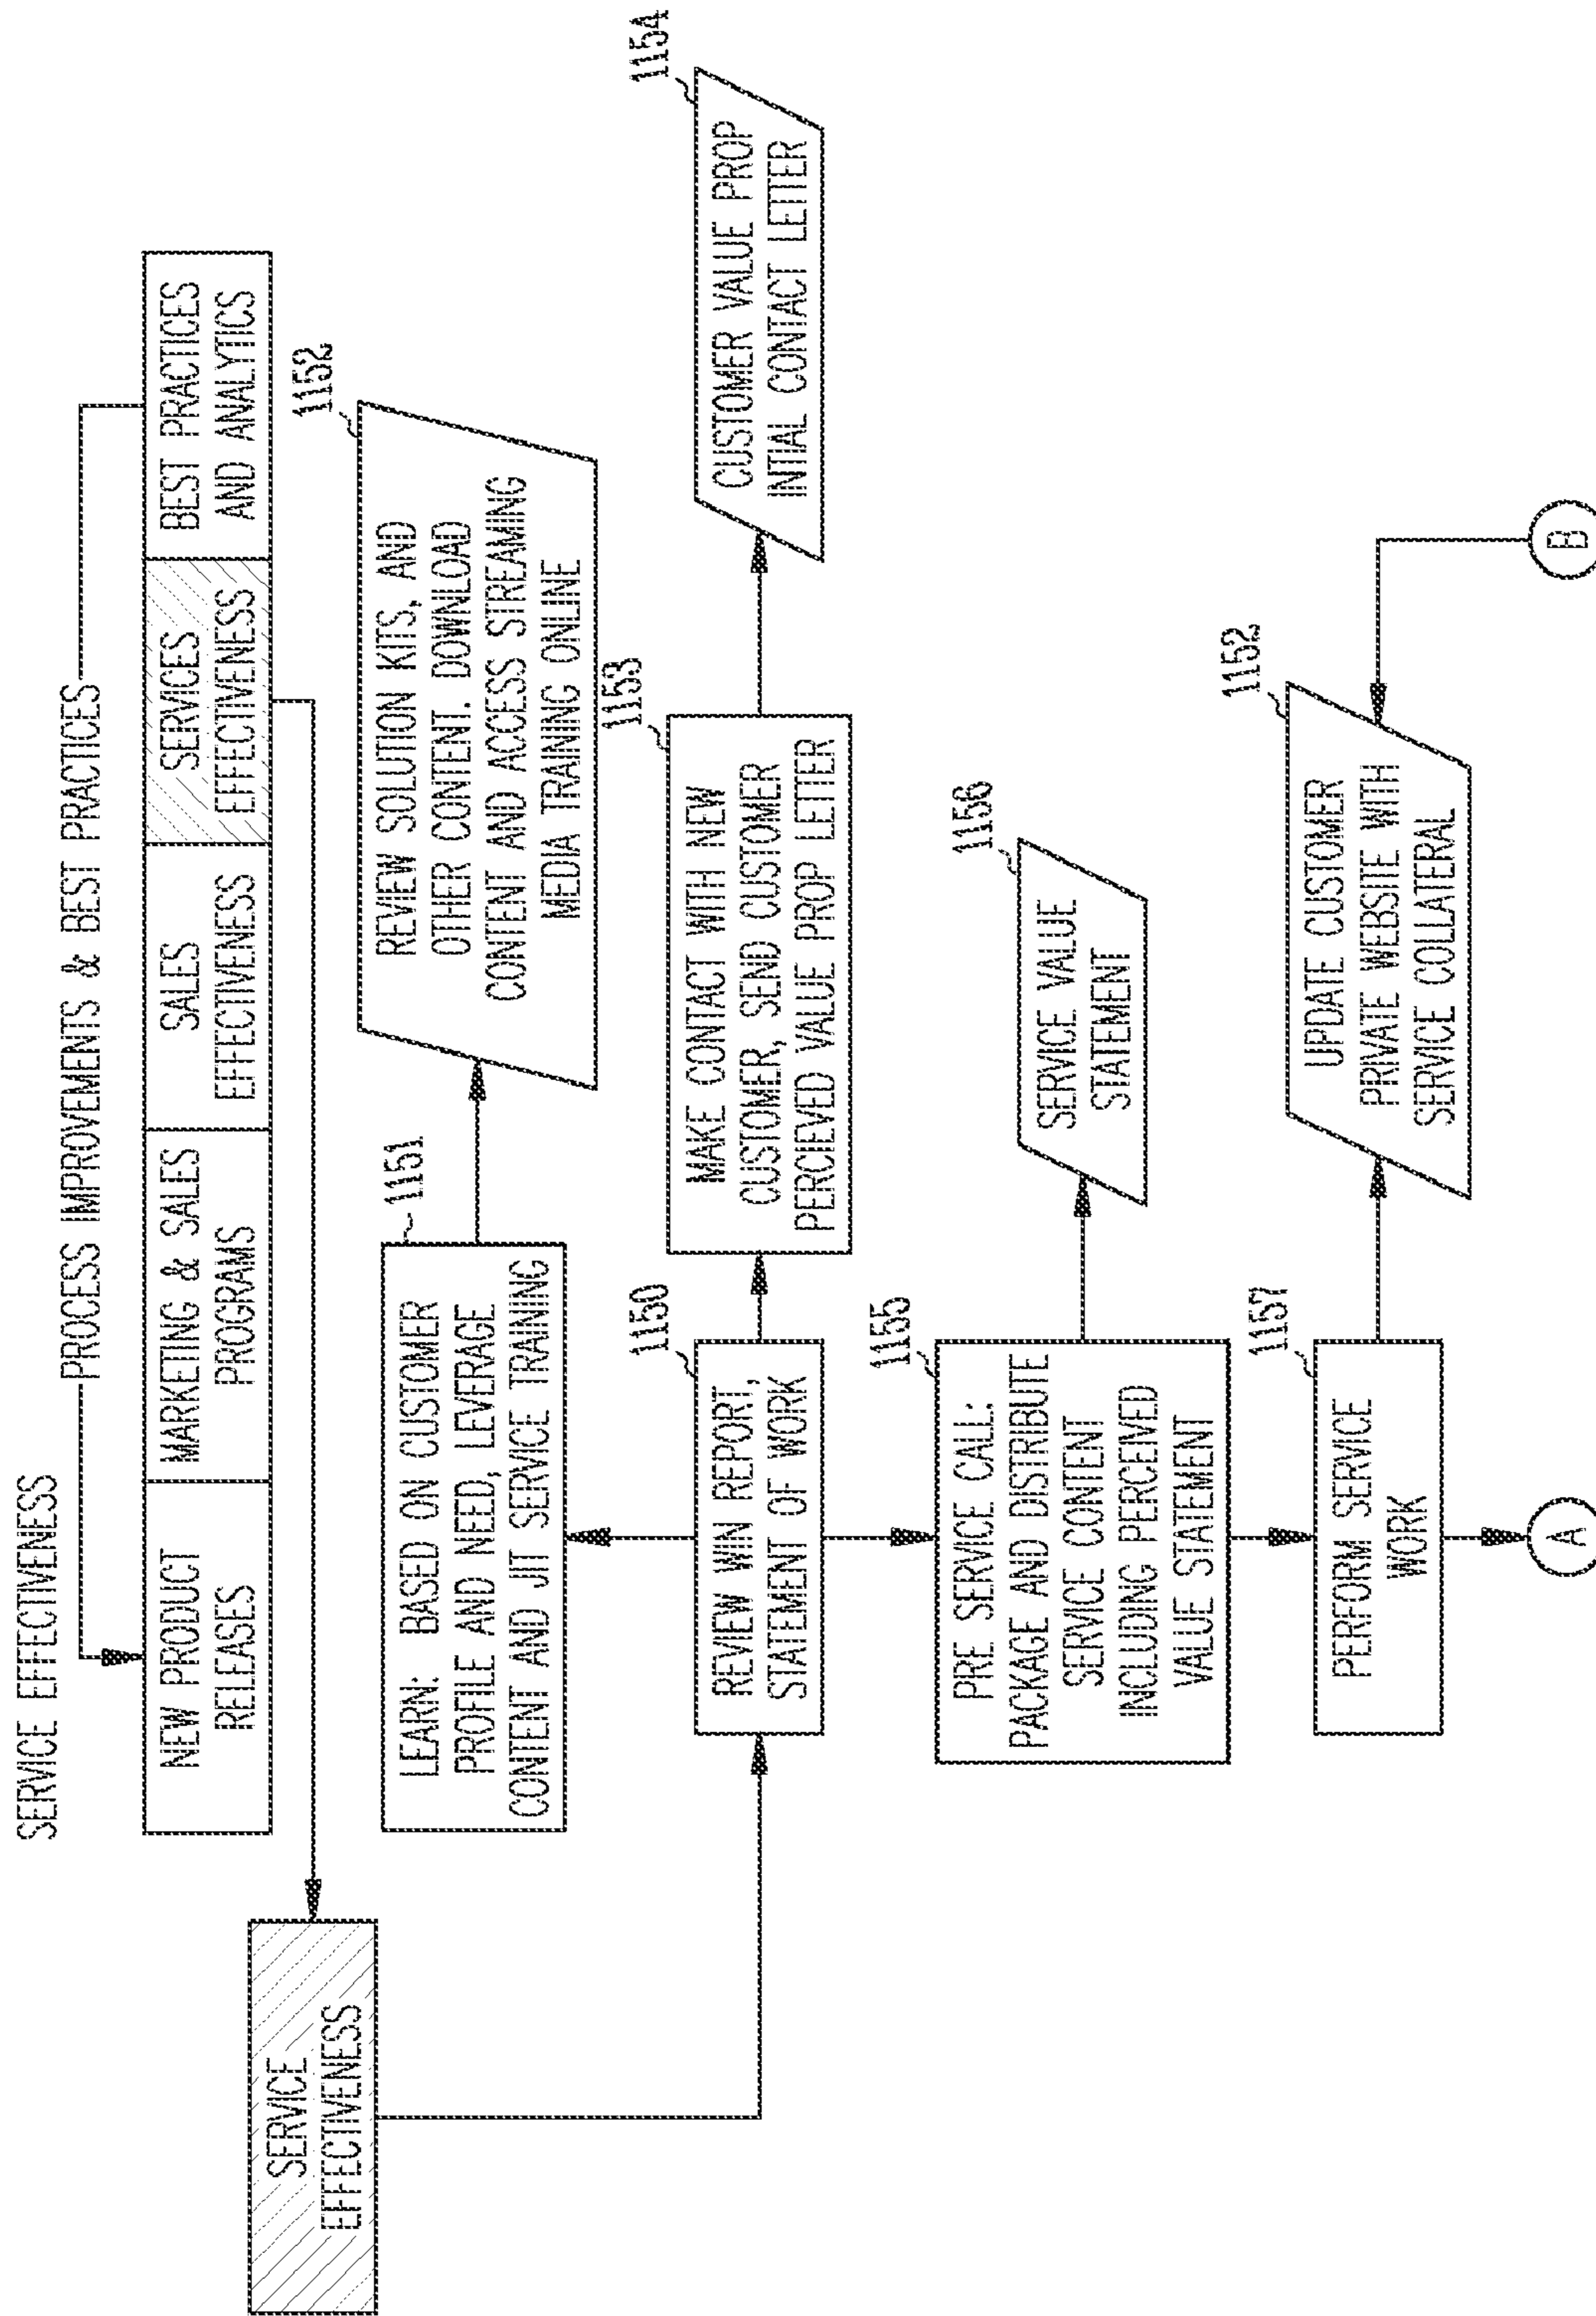 SERVICE EFFECTIVENESS
PROCESS IMPROVEMENTS & BEST PRACTICES
NEW PRODUCT
RELEASES
MARKETING & SALES
PROGRAMS
SALES
EFFECTIVENESS
SERVICES
EFFECTIVENESS
BEST PRACTICES
AND ANALYTICS
SERVICE
EFFECTIVENESS
1151
LEARN: BASED ON CUSTOMER
PROFILE AND NEED, LEVERAGE
CONTENT AND JIT SERVICE TRAINING
1152
REVIEW SOLUTION KITS, AND
OTHER CONTENT. DOWNLOAD
CONTENT AND ACCESS STREAMING
MEDIA TRAINING ONLINE
1150
REVIEW WIN REPORT,
STATEMENT OF WORK
1153
MAKE CONTACT WITH NEW
CUSTOMER, SEND CUSTOMER
PERCIEVED VALUE PROP LETTER
1154
CUSTOMER VALUE PROP
INTIAL CONTACT LETTER
1155
PRE SERVICE CALL:
PACKAGE AND DISTRIBUTE
SERVICE CONTENT
INCLUDING PERCEIVED
VALUE STATEMENT
1156
SERVICE VALUE
STATEMENT
1157
PERFORM SERVICE
WORK
1152
UPDATE CUSTOMER
PRIVATE WEBSITE WITH
SERVICE COLLATERAL
A
B